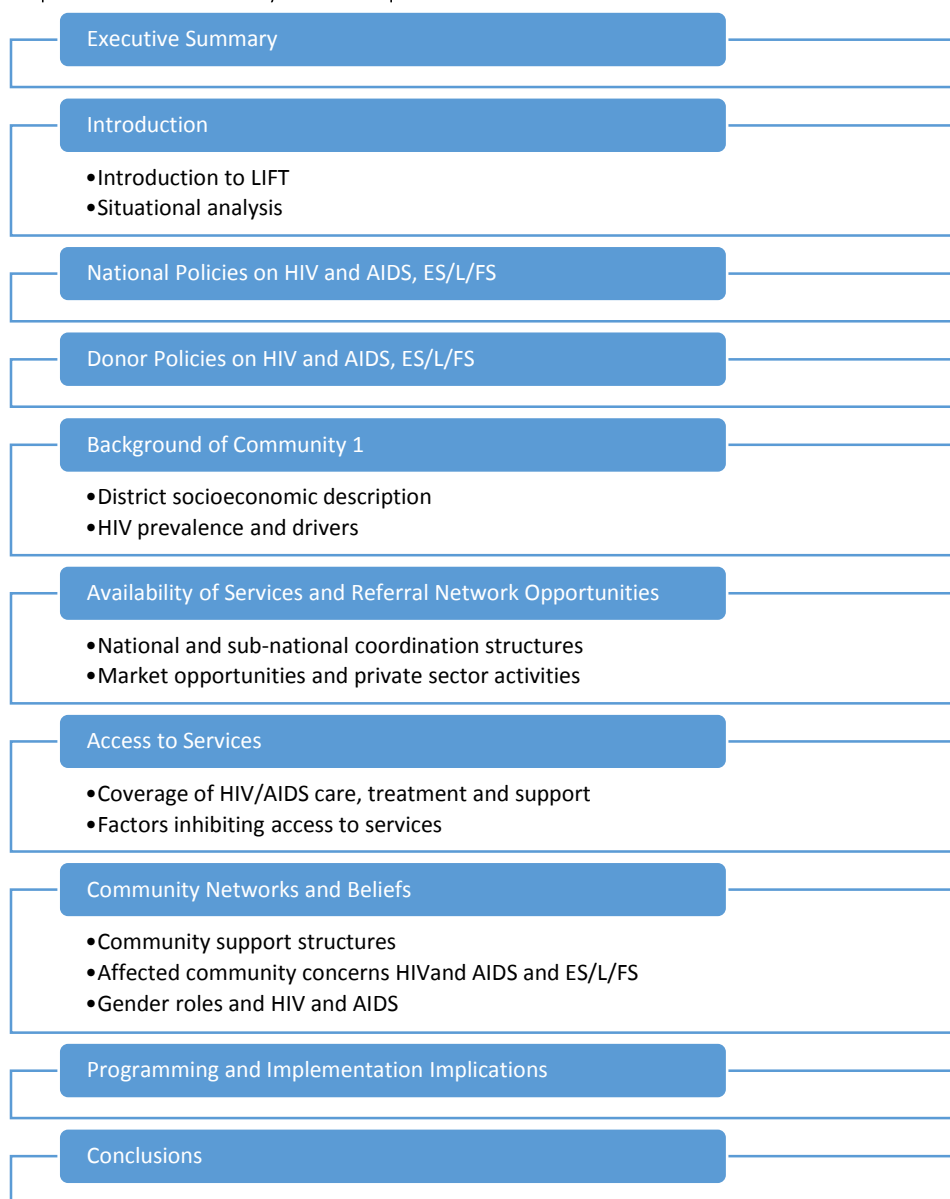 Executive Summary
Introduction
•Introduction to LIFT
•Situational analysis
National Policies on HIV and AIDS, ES/L/FS
Donor Policies on HIV and AIDS, ES/L/FS
Background of Community 1
•District socioeconomic description
•HIV prevalence and drivers
Availability of Services and Referral Network Opportunities
•National and sub-national coordination structures
•Market opportunities and private sector activities
Access to Services
•Coverage of HIV/AIDS care, treatment and support
•Factors inhibiting access to services
Community Networks and Beliefs
•Community support structures
•Affected community concerns HIVand AIDS and ES/L/FS
•Gender roles and HIV and AIDS
Programming and Implementation Implications
Conclusions